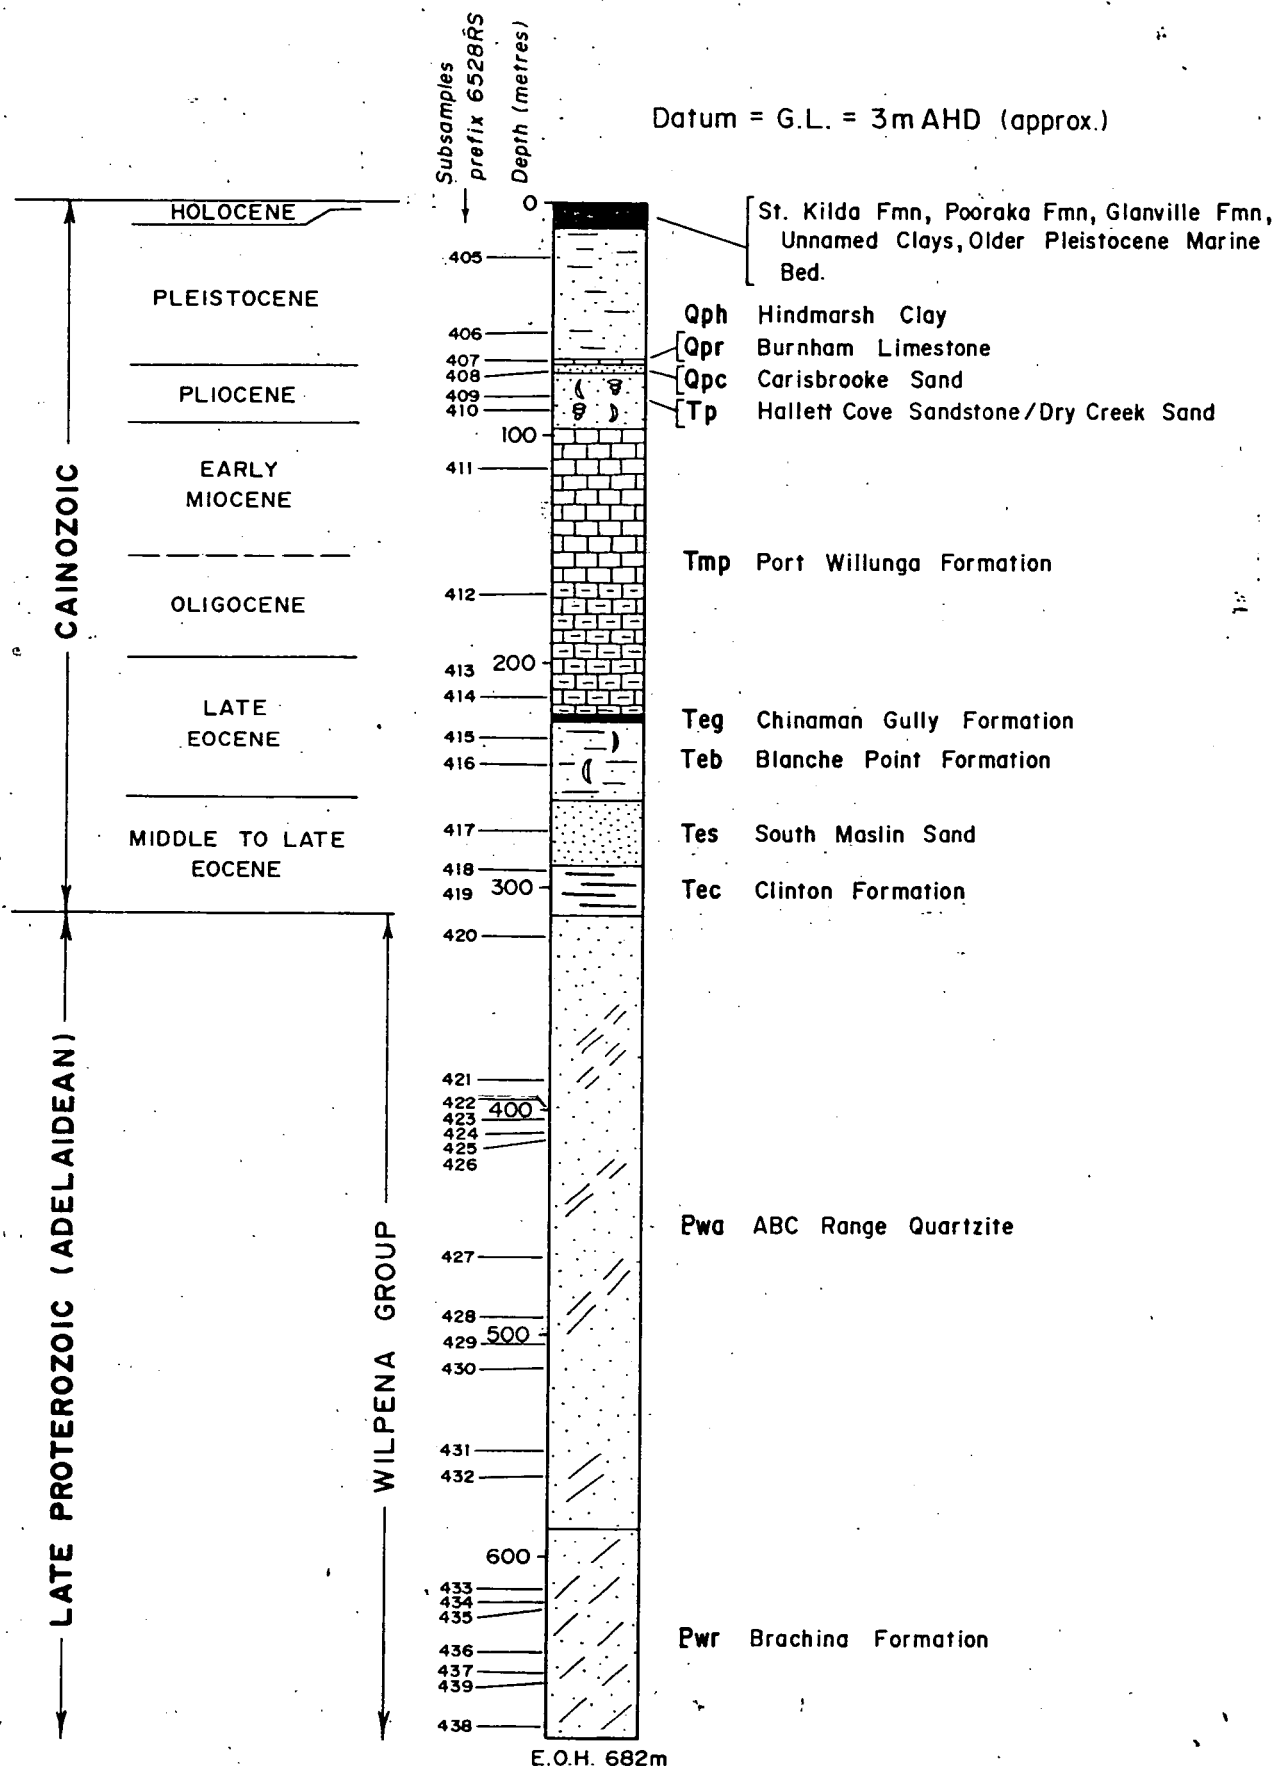 Subsamples
prefix 6528RS
Depth (metres)
Datum = G.L. = 3m AHD (approx.)
CAINOZOIC
LATE PROTEROZOIC (ADELAIDEAN)
WILPENA GROUP
HOLOCENE
PLEISTOCENE
PLIOCENE
EARLY
MIOCENE
OLIGOCENE
LATE
EOCENE
MIDDLE TO LATE
EOCENE
405
406
407
408
409
410
411
412
413
414
415
416
417
418
419
420
421
422
423
424
425
426
427
428
429
430
431
432
433
434
435
436
437
439
438
0
100
200
300
400
500
600
E.O.H. 682m
St. Kilda Fmn, Pooraka Fmn, Glanville Fmn,
Unnamed Clays, Older Pleistocene Marine
Bed.
Qph Hindmarsh Clay
Qpr Burnham Limestone
Qpc Carisbrooke Sand
Tp Hallett Cove Sandstone/Dry Creek Sand
Tmp Port Willunga Formation
Teg Chinaman Gully Formation
Teb Blanche Point Formation
Tes South Maslin Sand
Tec Clinton Formation
Pwa ABC Range Quartzite
Pwr Brachina Formation